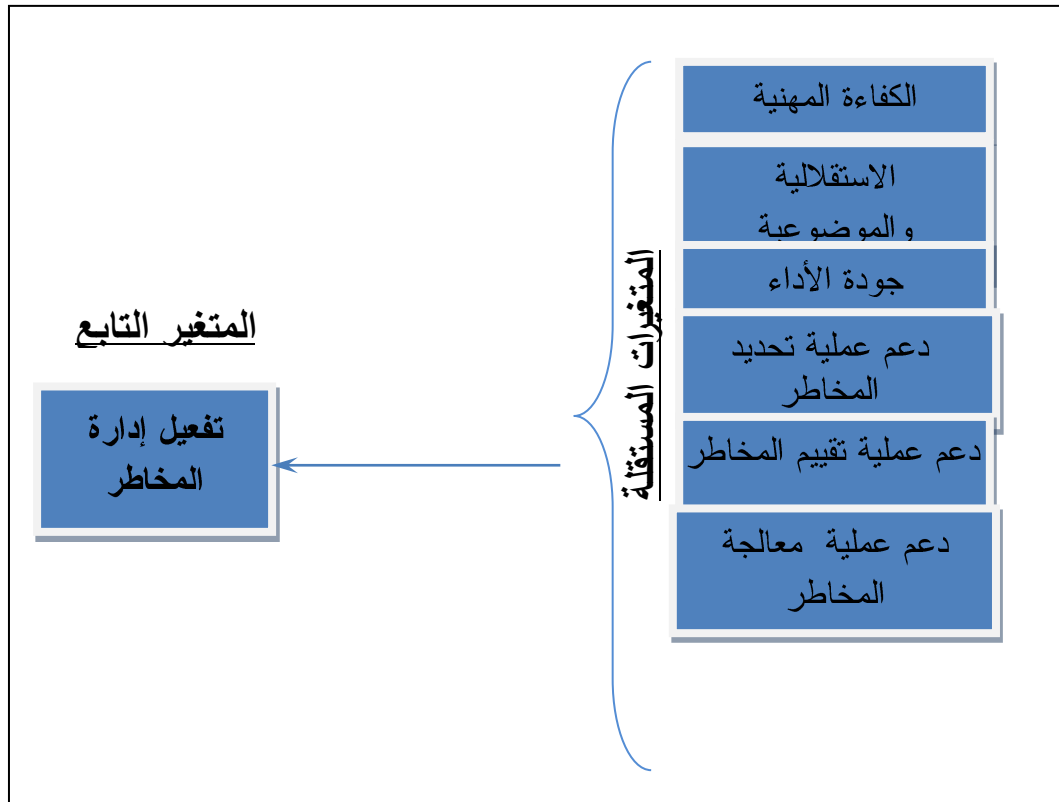 الكفاءة المهنية
الاستقلالية
والموضوعية
جودة الأداء
دعم عملية تحديد
المخاطر
دعم عملية تقييم المخاطر
دعم عملية معالجة
المخاطر
المتغيرات المستقلة
المتغير التابع
تفعيل إدارة
المخاطر